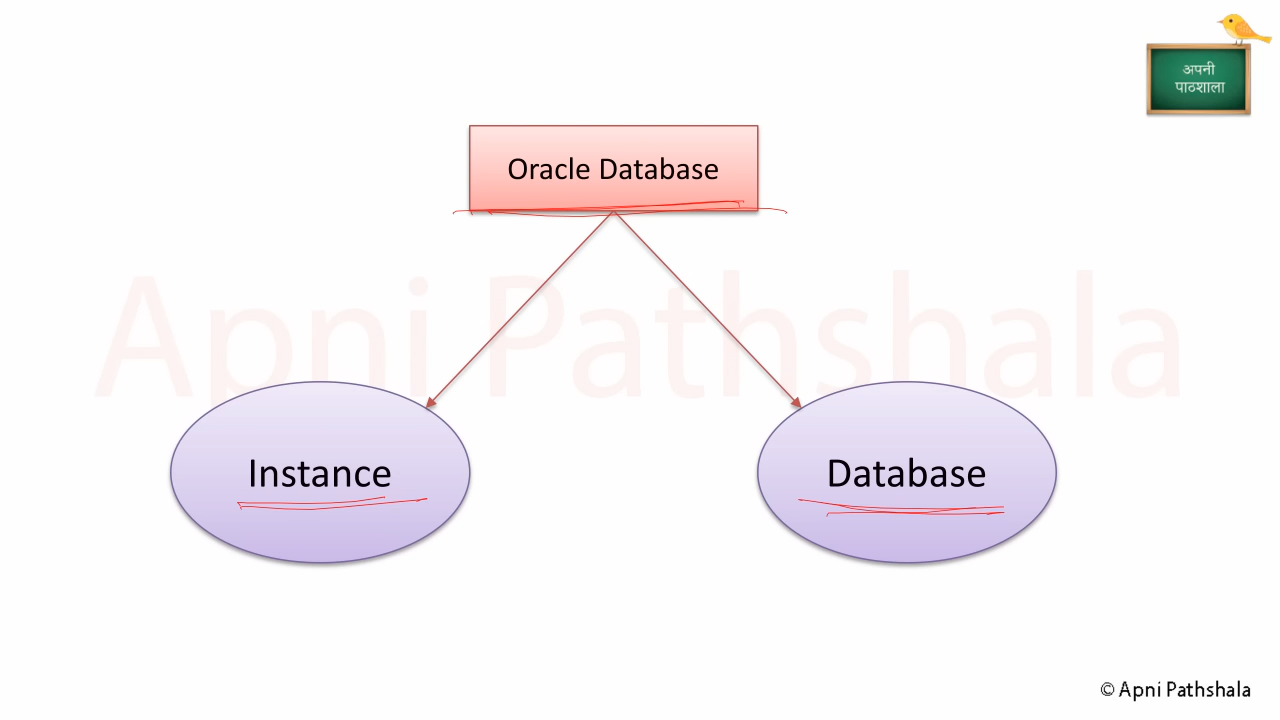 अपनी
पाठशाला
Oracle Database
Apni Pathshala
Instance
Database
© Apni Pathshala